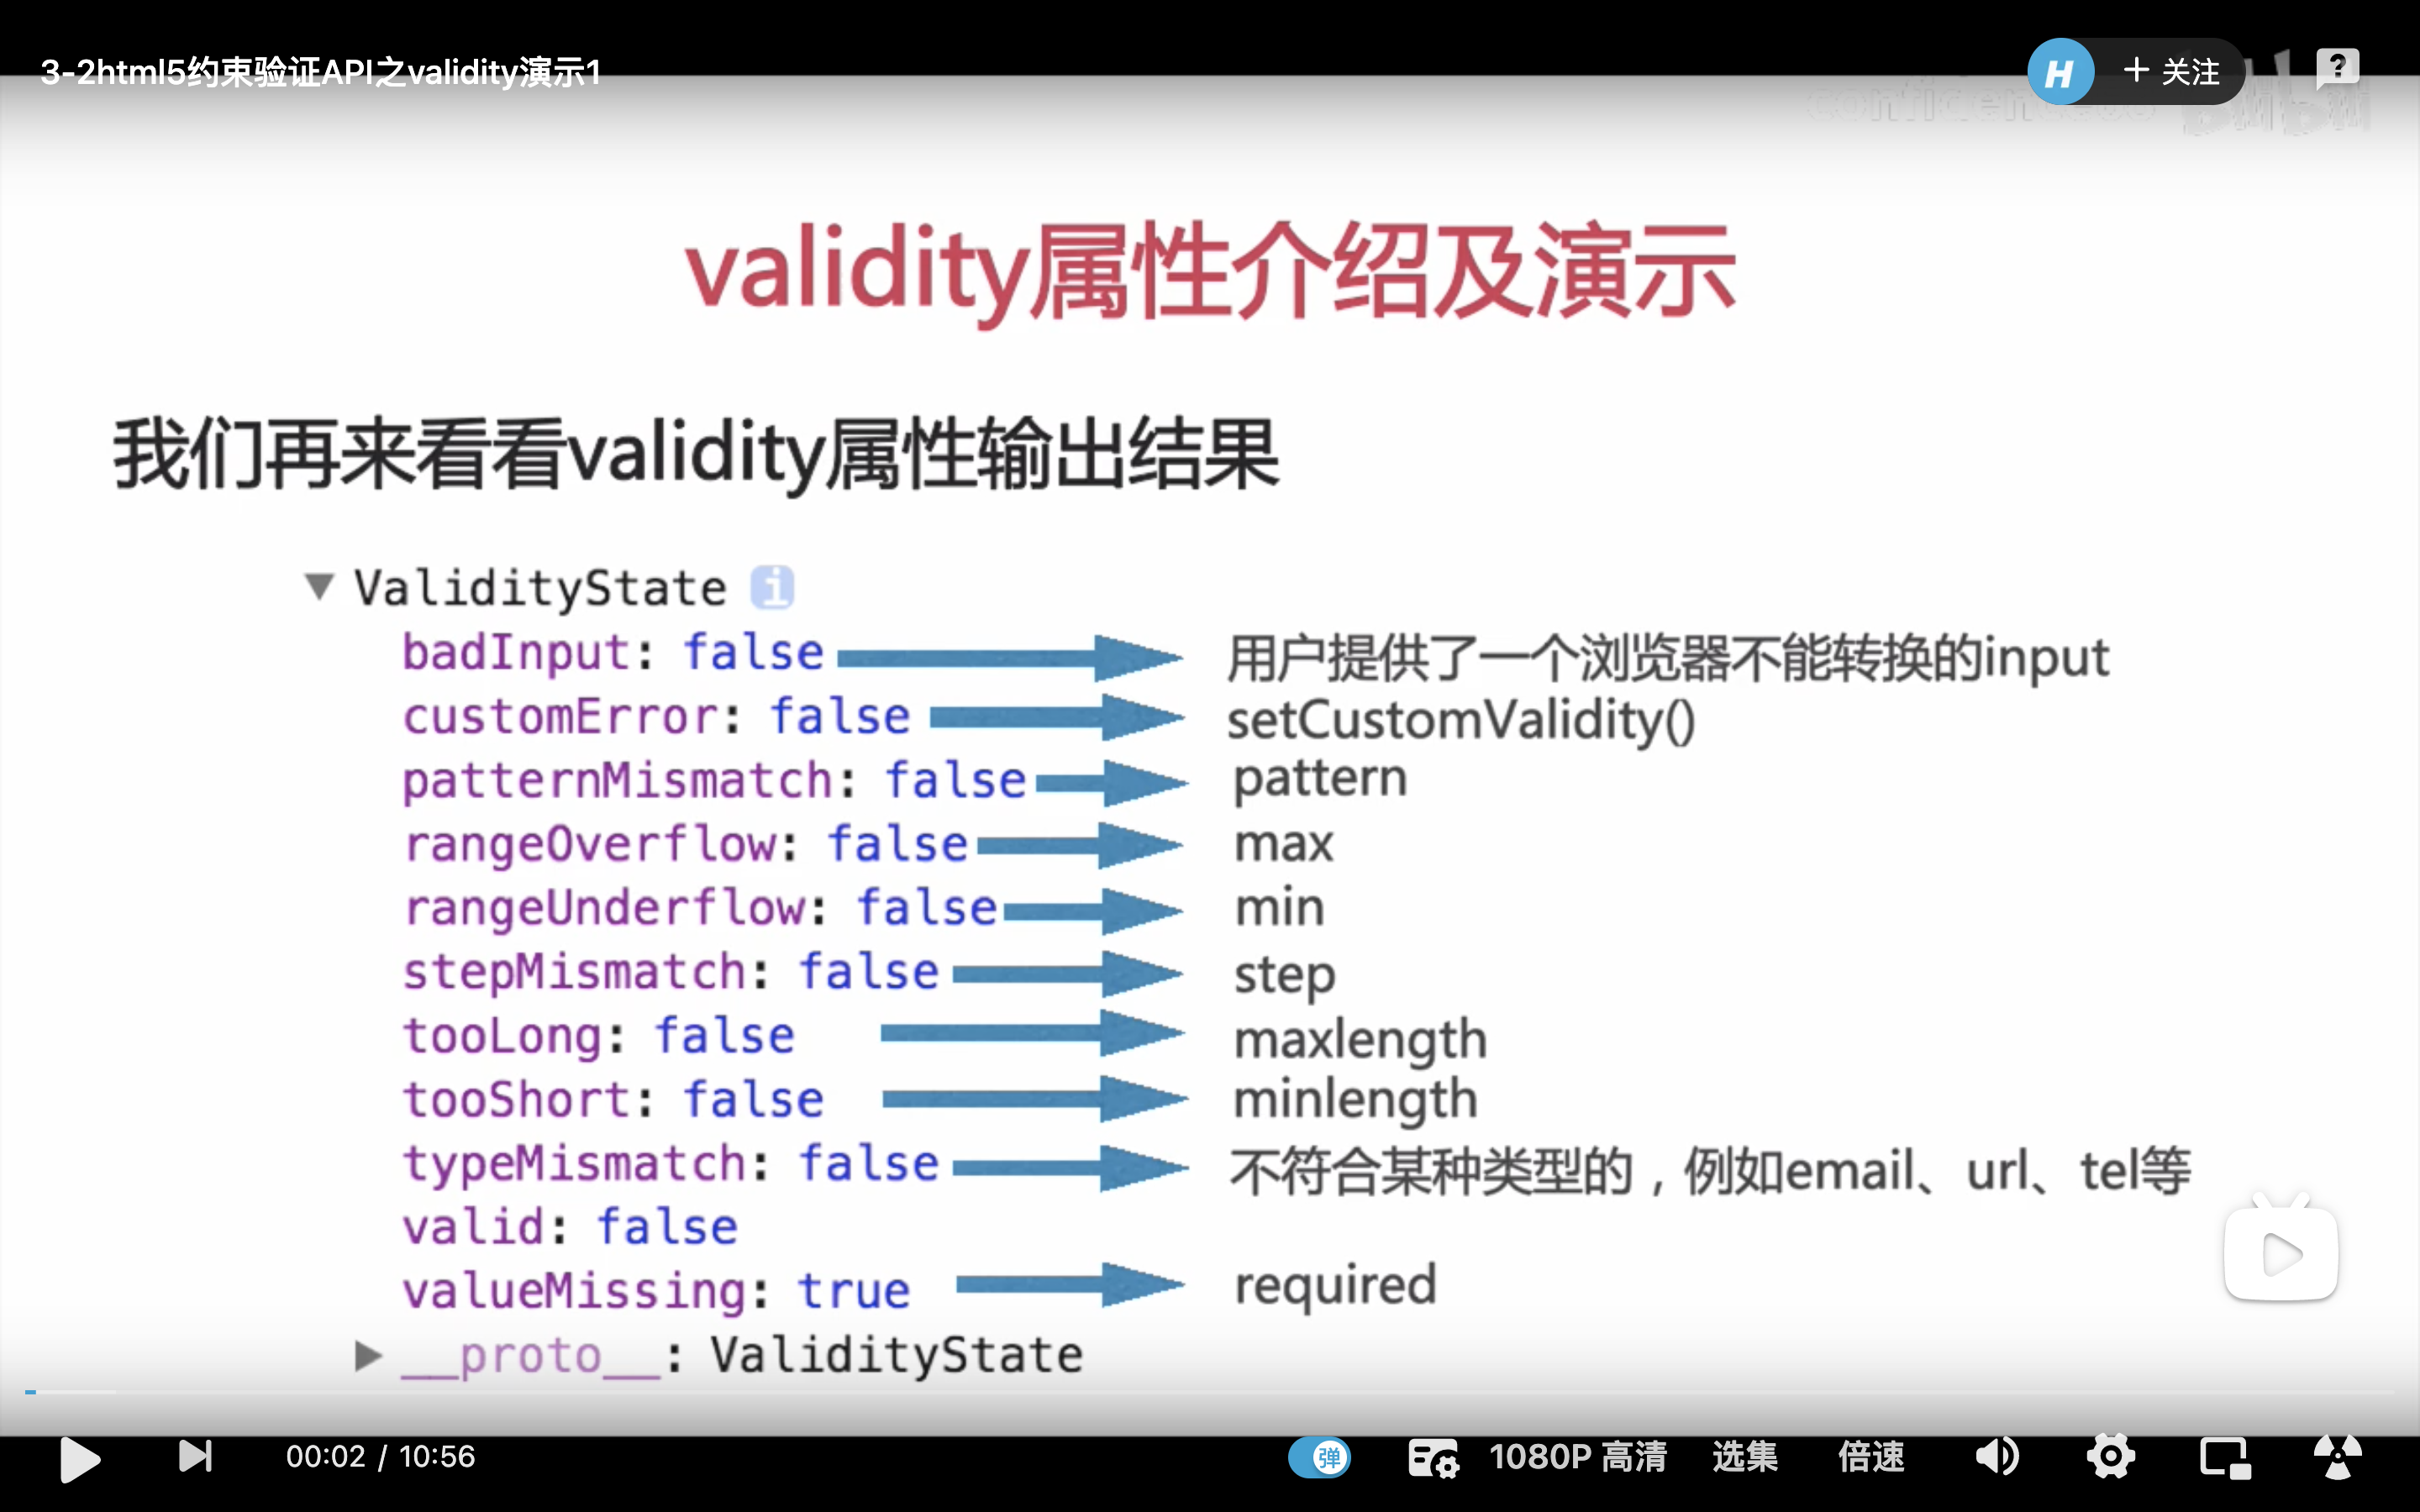 3-2html5约束验证API之validity演示1
H
+ 关注
?
validity属性介绍及演示
我们再来看看validity属性输出结果
▼ ValidityState i
badInput: false 用户提供了一个浏览器不能转换的input
customError: false setCustomValidity()
patternMismatch: false pattern
rangeOverflow: false max
rangeUnderflow: false min
stepMismatch: false step
tooLong: false maxlength
tooShort: false minlength
typeMismatch: false 不符合某种类型的，例如email、url、tel等
valid: false
valueMissing: true required
▶ __proto__: ValidityState
00:02 / 10:56
弹
1080P 高清
选集
倍速